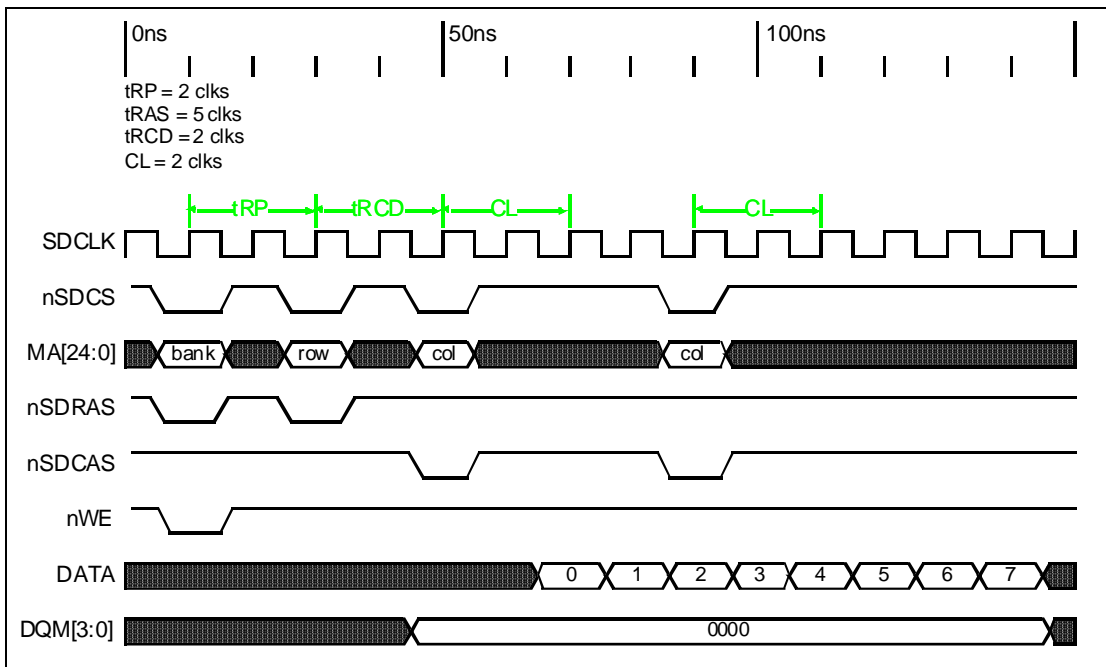 0ns 50ns 100ns
tRP = 2 clks
tRAS = 5 clks
tRCD = 2 clks
CL = 2 clks
tRP tRCD CL CL
SDCLK
nSDCS
MA[24:0] bank row col col
nSDRAS
nSDCAS
nWE
DATA 0 1 2 3 4 5 6 7
DQM[3:0] 0000